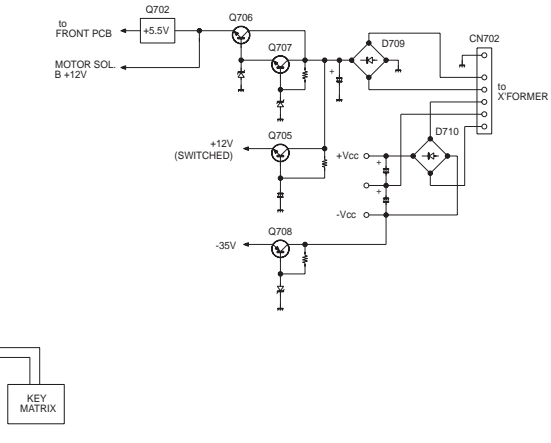 Q702
to
FRONT PCB
+5.5V
Q706
MOTOR SOL:
B +12V
Q707
D709
CN702
+
to
X'FORMER
+12V
(SWITCHED)
Q705
D710
+Vcc
+
+
-Vcc
Q708
-35V
KEY
MATRIX